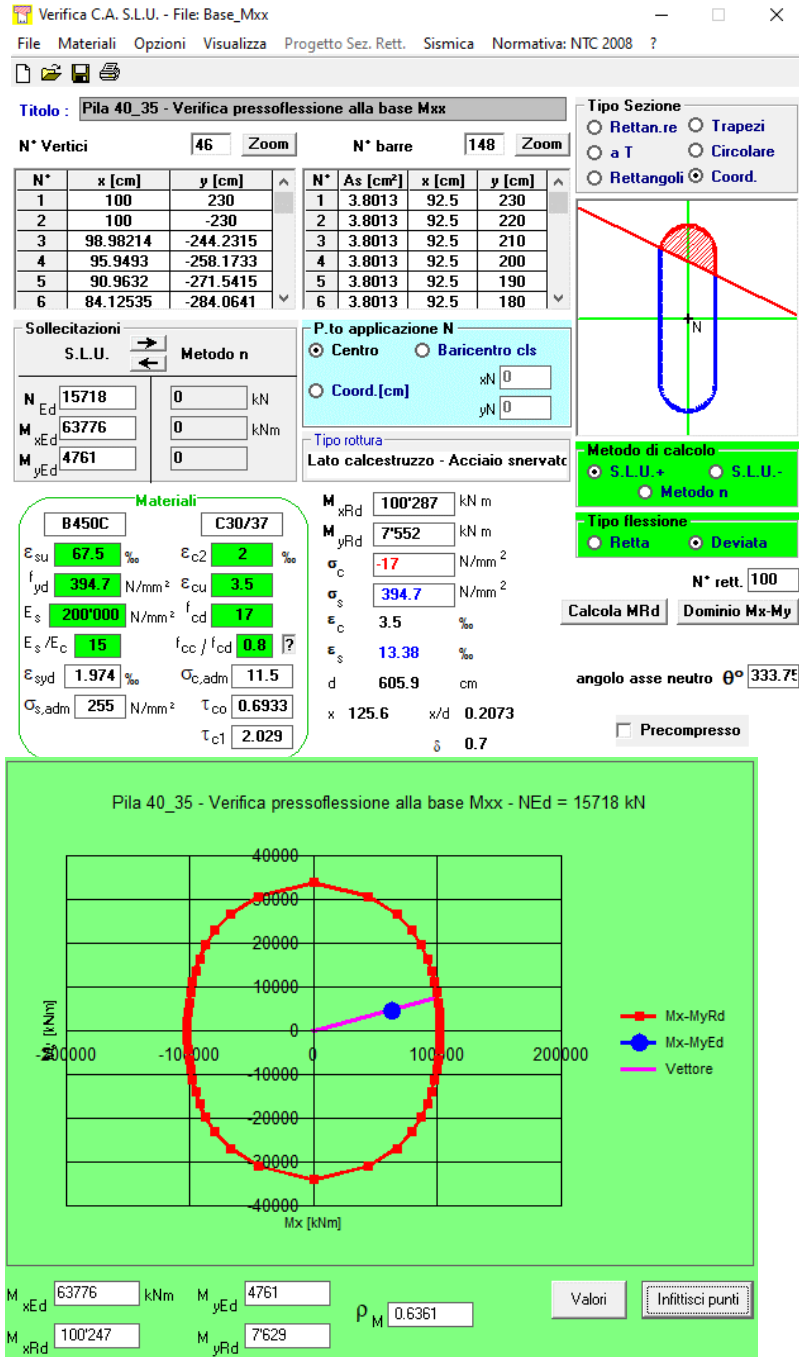 Verifica C.A. S.L.U. - File: Base_Mxx
File Materiali Opzioni Visualizza Progetto Sez. Rett. Sismica Normativa: NTC 2008 ?
Titolo : Pila 40_35 - Verifica pressoflessione alla base Mxx
N° Vertici 46 Zoom N° barre 148 Zoom
N° x [cm] y [cm] N° As [cm²] x [cm] y [cm]
1 100 230 1 3.8013 92.5 230
2 100 -230 2 3.8013 92.5 220
3 98.98214 -244.2315 3 3.8013 92.5 210
4 95.9493 -258.1733 4 3.8013 92.5 200
5 90.9632 -271.5415 5 3.8013 92.5 190
6 84.12535 -284.0641 6 3.8013 92.5 180
Tipo Sezione
Rettan.re Trapezi
a T Circolare
Rettangoli Coord.
N
Sollecitazioni
S.L.U. Metodo n
N Ed 15718 0 kN
M xEd 63776 0 kNm
M yEd 4761 0
P.to applicazione N
Centro Baricentro cls
Coord.[cm] xN 0
yN 0
Tipo rottura
Lato calcestruzzo - Acciaio snervato
Metodo di calcolo
S.L.U.+ S.L.U.-
Metodo n
Tipo flessione
Retta Deviata
N° rett. 100
Calcola MRd Dominio Mx-My
angolo asse neutro θ° 333.75
Precompresso
Materiali
B450C C30/37
εsu 67.5 ‰ εc2 2 ‰
fyd 394.7 N/mm² εcu 3.5
Es 200'000 N/mm² fcd 17
Es/Ec 15 fcc / fcd 0.8 ?
εsyd 1.974 ‰ σc,adm 11.5
σs,adm 255 N/mm² τco 0.6933
τc1 2.029
M xRd 100'287 kN m
M yRd 7'552 kN m
σc -17 N/mm²
σs 394.7 N/mm²
εc 3.5 ‰
εs 13.38 ‰
d 605.9 cm
x 125.6 x/d 0.2073
δ 0.7
Pila 40_35 - Verifica pressoflessione alla base Mxx - NEd = 15718 kN
40000
30000
20000
10000
0
-200000 -100000 0 100000 200000
-10000
-20000
-30000
-40000
Mx [kNm]
Mx-MyRd
Mx-MyEd
Vettore
M xEd 63776 kNm M yEd 4761
ρM 0.6361
Valori Infittisci punti
M xRd 100'247 M yRd 7'629